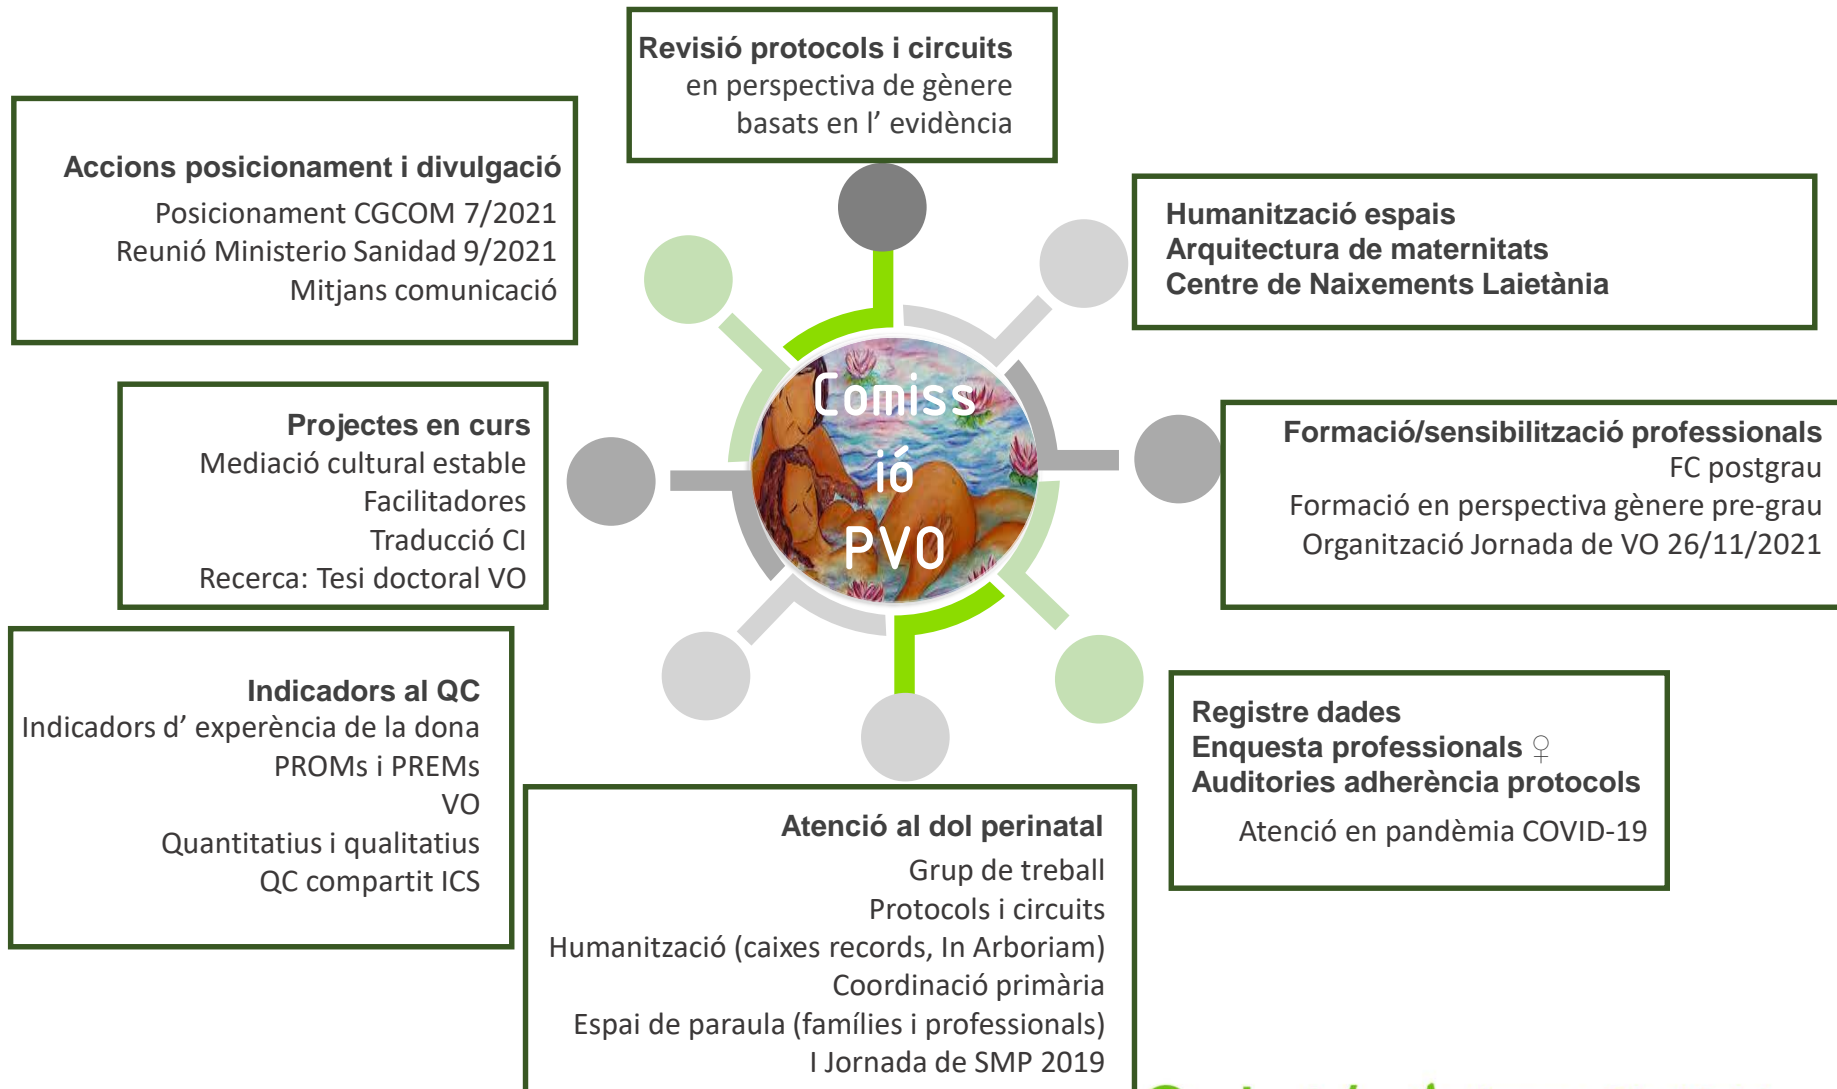 Revisió protocols i circuits
en perspectiva de gènere
basats en l’ evidència
Accions posicionament i divulgació
Posicionament CGCOM 7/2021
Reunió Ministerio Sanidad 9/2021
Mitjans comunicació
Humanització espais
Arquitectura de maternitats
Centre de Naixements Laietània
Projectes en curs
Mediació cultural estable
Facilitadores
Traducció CI
Recerca: Tesi doctoral VO
Comiss
ió
PVO
Formació/sensibilització professionals
FC postgrau
Formació en perspectiva gènere pre-grau
Organització Jornada de VO 26/11/2021
Indicadors al QC
Indicadors d’ experència de la dona
PROMs i PREMs
VO
Quantitatius i qualitatius
QC compartit ICS
Atenció al dol perinatal
Grup de treball
Protocols i circuits
Humanització (caixes records, In Arboriam)
Coordinació primària
Espai de paraula (famílies i professionals)
I Jornada de SMP 2019
Registre dades
Enquesta professionals ♀
Auditories adherència protocols
Atenció en pandèmia COVID-19